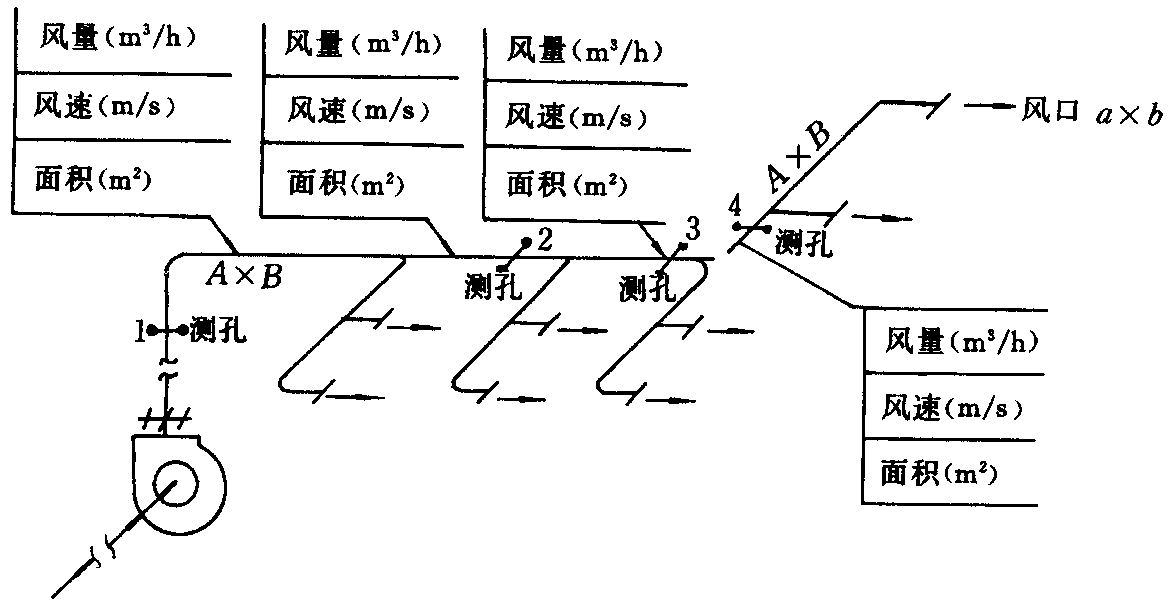 风量(m³/h)
风速(m/s)
面积(m²)
风量(m³/h)
风速(m/s)
面积(m²)
风量(m³/h)
风速(m/s)
面积(m²)
A×B
风口 a×b
4
测孔
2
测孔
3
测孔
A×B
1
测孔
风量(m³/h)
风速(m/s)
面积(m²)